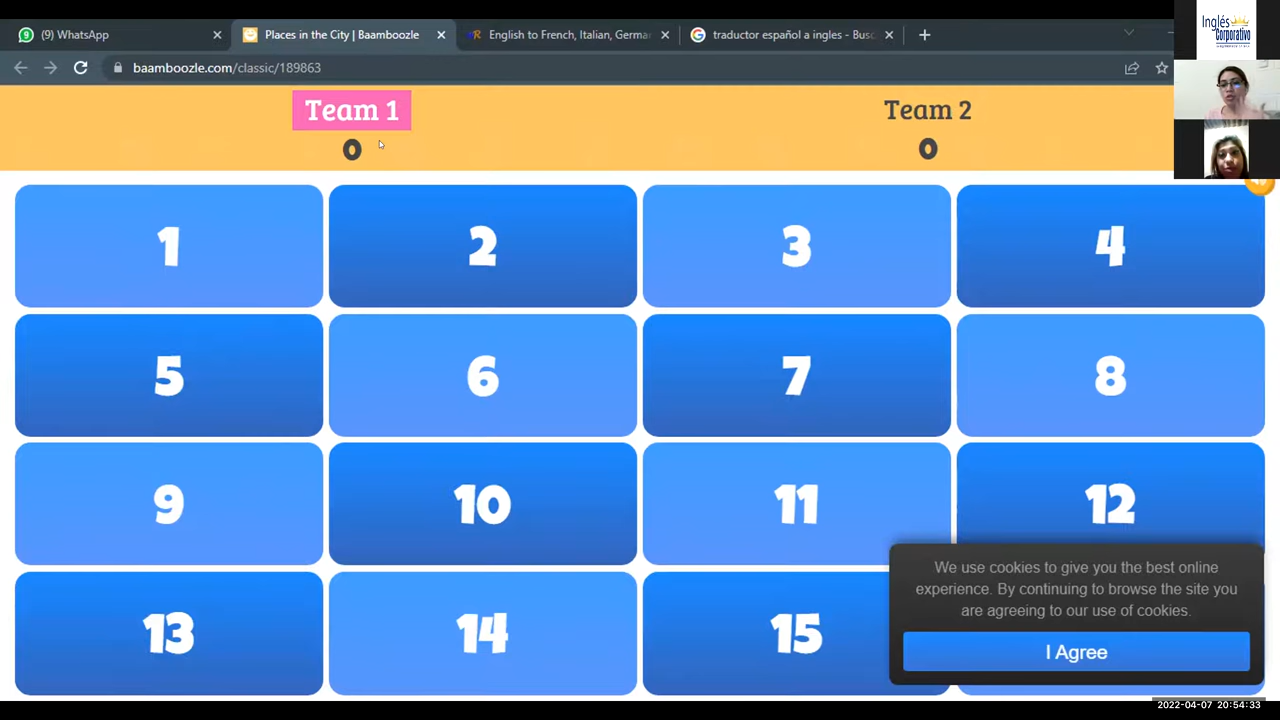 (9) WhatsApp
Places in the City | Baamboozle
English to French, Italian, Germa
traductor español a ingles - Busc
baamboozle.com/classic/189863
Inglés
Corporativo
Team 1
0
Team 2
0
1
2
3
4
5
6
7
8
9
10
11
12
13
14
15
We use cookies to give you the best online
experience. By continuing to browse the site you
are agreeing to our use of cookies.
I Agree
2022-04-07 20:54:33